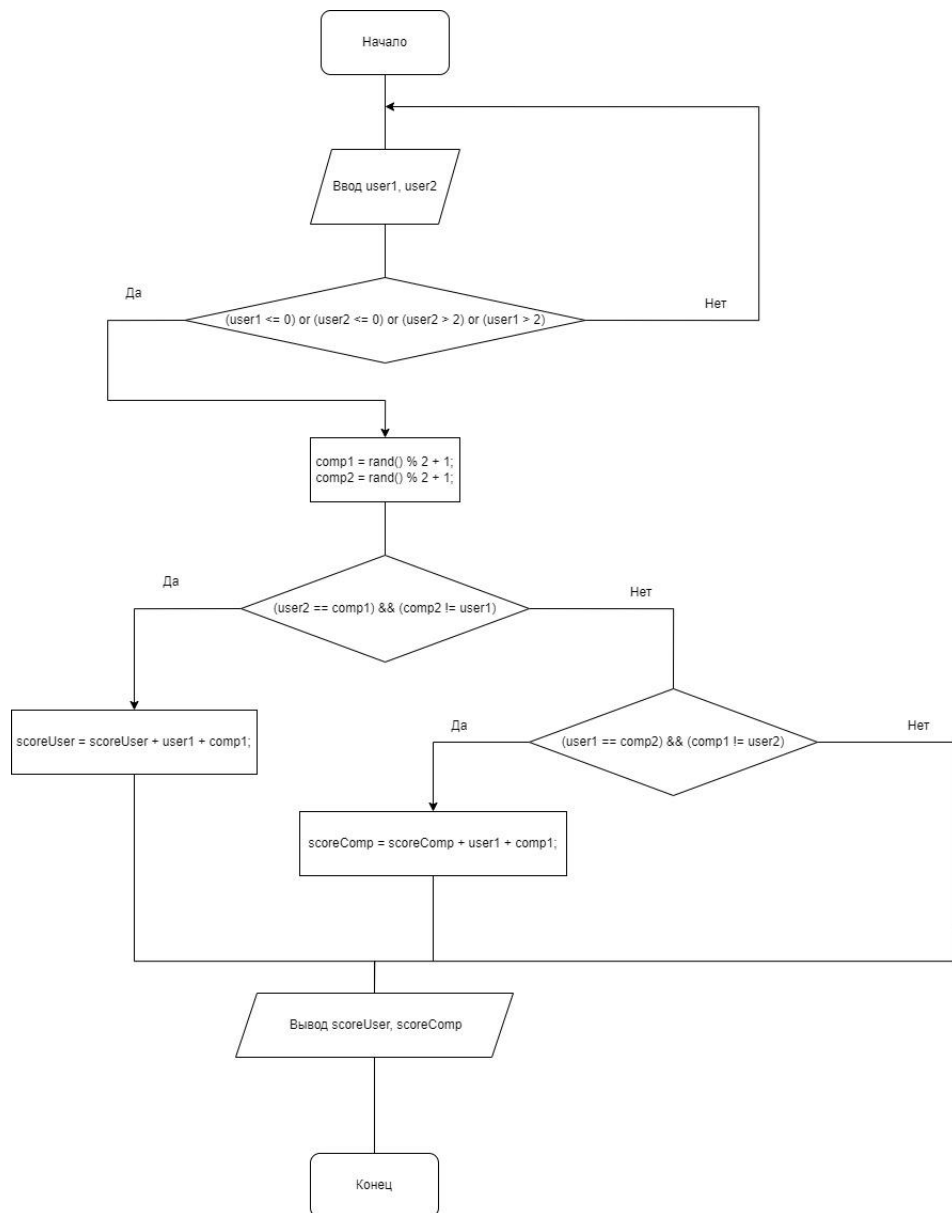 Начало
Ввод user1, user2
Да
Нет
(user1 <= 0) or (user2 <= 0) or (user2 > 2) or (user1 > 2)
comp1 = rand() % 2 + 1;
comp2 = rand() % 2 + 1;
Да
(user2 == comp1) && (comp2 != user1)
Нет
scoreUser = scoreUser + user1 + comp1;
Да
(user1 == comp2) && (comp1 != user2)
Нет
scoreComp = scoreComp + user1 + comp1;
Вывод scoreUser, scoreComp
Конец